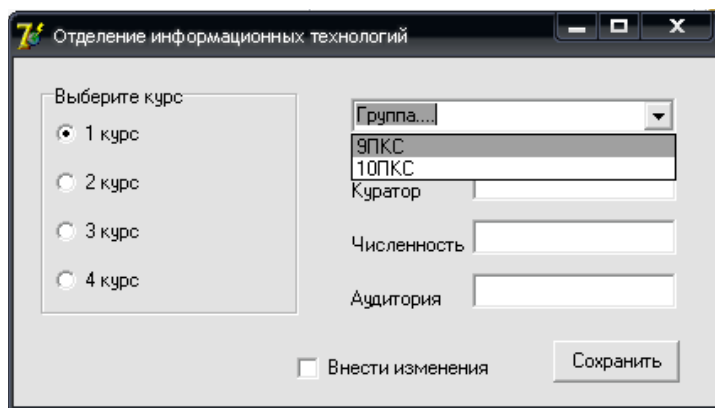 Отделение информационных технологий
Выберите курс
1 курс
2 курс
3 курс
4 курс
Группа....
9ПКС
10ПКС
Куратор
Численность
Аудитория
Внести изменения
Сохранить